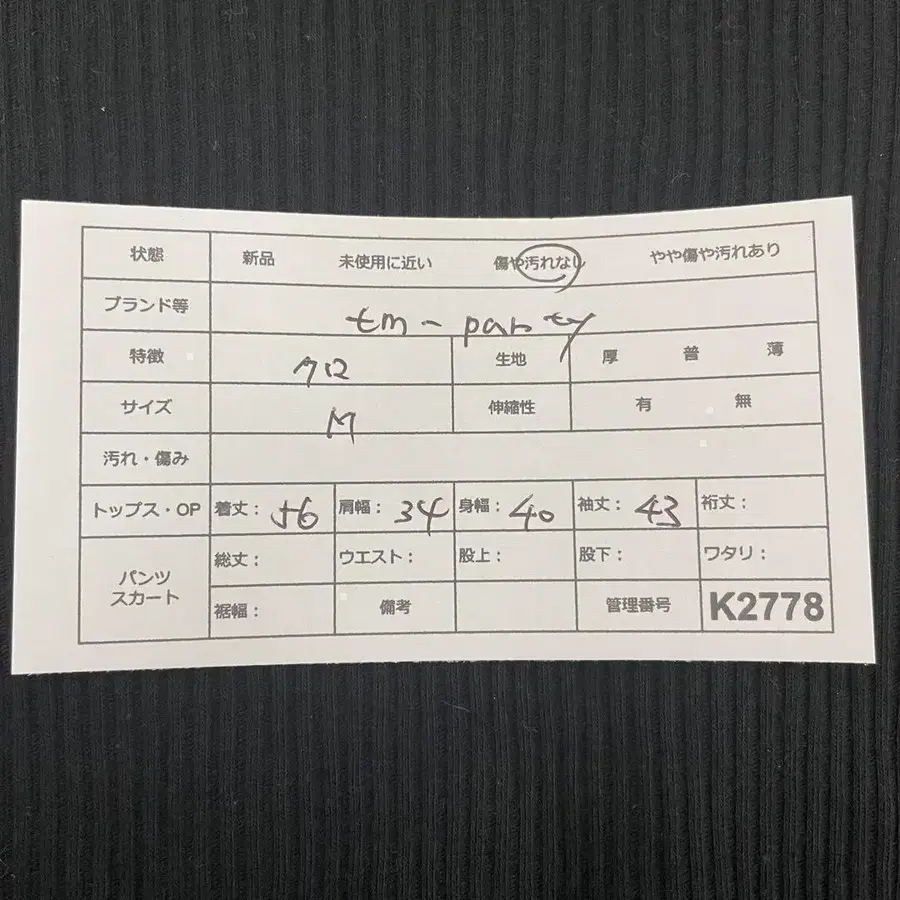 状態 新品 未使用に近い 傷や汚れなし やや傷や汚れあり
ブランド等 tm-party
特徴 クロ 生地 厚 普 薄
サイズ M 伸縮性 有 無
汚れ・傷み
トップス・OP 着丈: 56 肩幅: 34 身幅: 40 袖丈: 43 裄丈:
パンツ スカート 総丈: ウエスト: 股上: 股下: ワタリ:
裾幅: 備考 管理番号 K2778